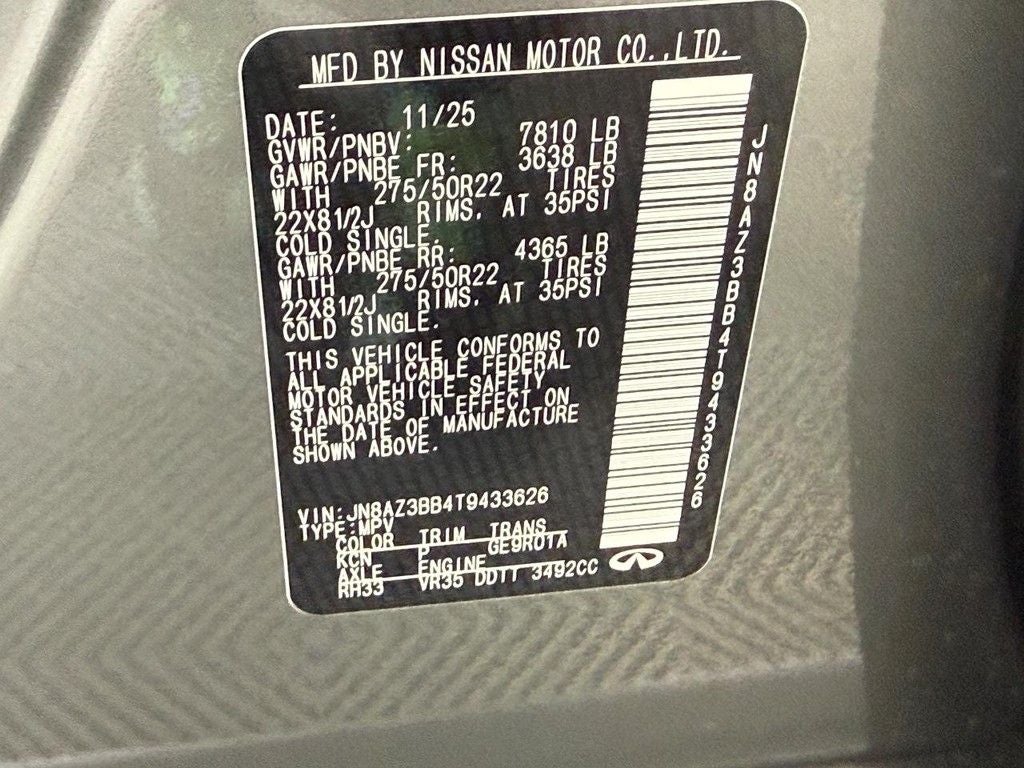 MFD BY NISSAN MOTOR CO.,LTD.
DATE: 11/25
GVWR/PNBV: 7810 LB
GAWR/PNBE FR: 3638 LB
WITH 275/50R22 TIRES
22X81/2J RIMS, AT 35PSI
COLD SINGLE.
GAWR/PNBE RR: 4365 LB
WITH 275/50R22 TIRES
22X81/2J RIMS, AT 35PSI
COLD SINGLE.
THIS VEHICLE CONFORMS TO
ALL APPLICABLE FEDERAL
MOTOR VEHICLE SAFETY
STANDARDS IN EFFECT ON
THE DATE OF MANUFACTURE
SHOWN ABOVE.
VIN:JN8AZ3BB4T9433626
TYPE:MPV
COLOR TRIM TRANS
KCN P GE9R01A
AXLE ENGINE
RH33 VR35 DDTT 3492CC
JN8AZ3BB4T9433626